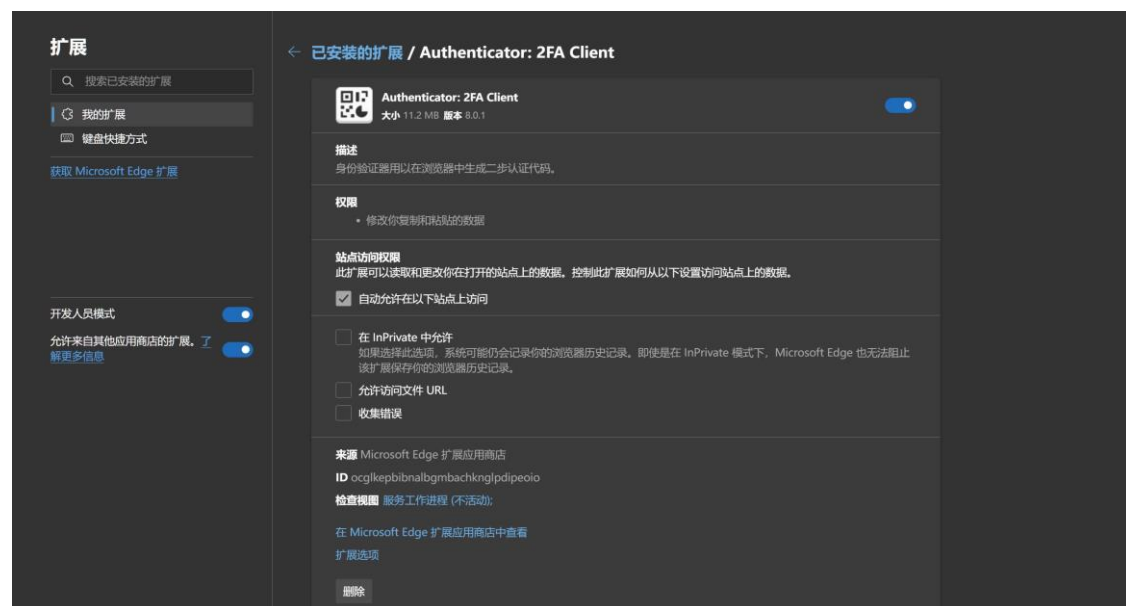 扩展
搜索已安装的扩展
我的扩展
键盘快捷方式
获取 Microsoft Edge 扩展
开发人员模式
允许来自其他应用商店的扩展。了
解更多信息
已安装的扩展 / Authenticator: 2FA Client
Authenticator: 2FA Client
大小 11.2 MB 版本 8.0.1
描述
身份验证器用以在浏览器中生成二步认证代码。
权限
• 修改你复制和粘贴的数据
站点访问权限
此扩展可以读取和更改你在打开的站点上的数据。控制此扩展如何从以下设置访问站点上的数据。
自动允许在以下站点上访问
在 InPrivate 中允许
如果选择此选项，系统可能仍会记录你的浏览器历史记录。即使是在 InPrivate 模式下，Microsoft Edge 也无法阻止
该扩展保存你的浏览器历史记录。
允许访问文件 URL
收集错误
来源 Microsoft Edge 扩展应用商店
ID ocglkepbibnalbgmbachknglpdipeoio
检查视图 服务工作进程 (不活动);
在 Microsoft Edge 扩展应用商店中查看
扩展选项
删除